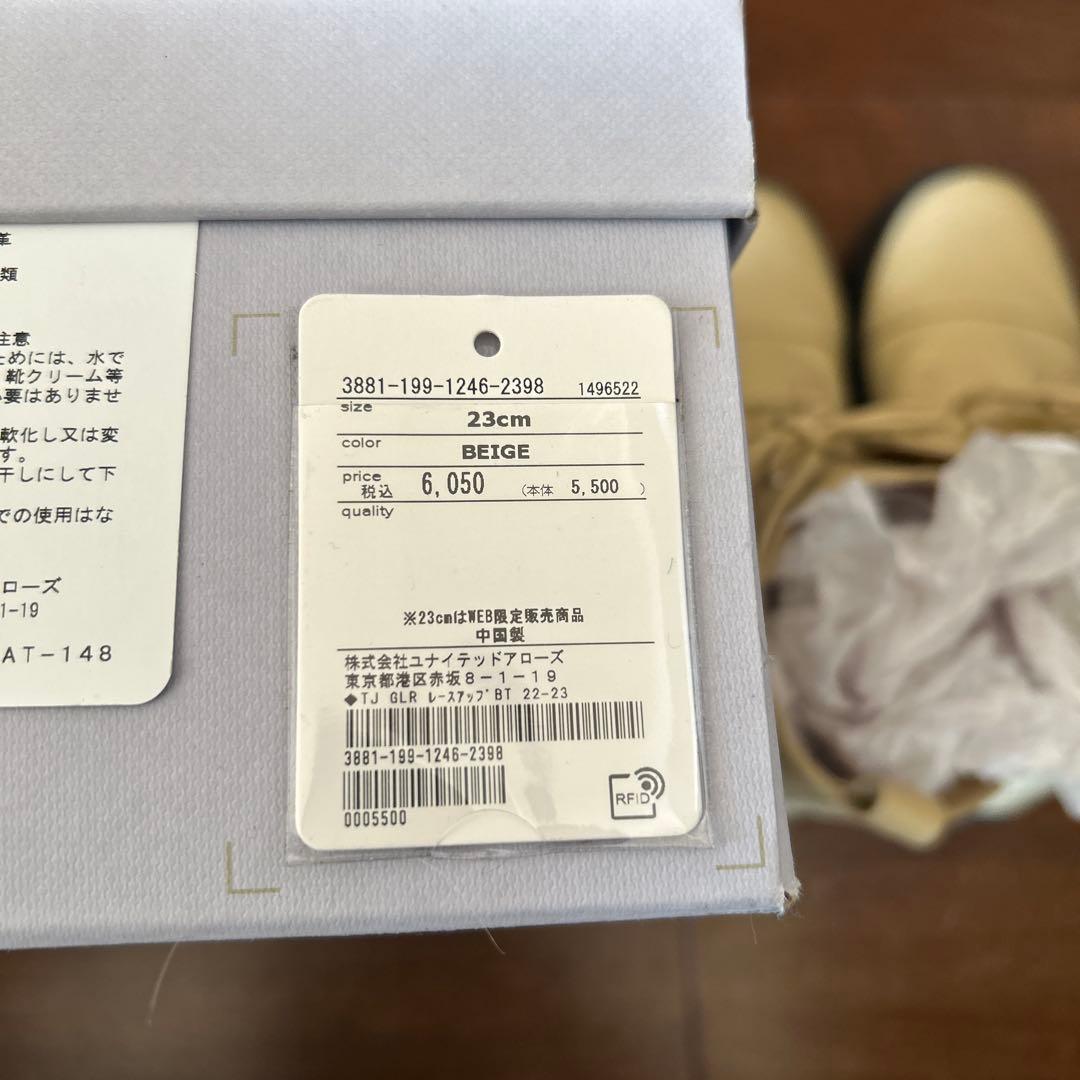 革
類
注意
ためには、水で
靴クリーム等
必要はありませ
軟化し又は変
す。
干しにして下
での使用はな
ローズ
1-19
AT-148
3881-199-1246-2398 1496522
size 23cm
color BEIGE
price 税込 6,050 (本体 5,500 )
quality
※23cmはWEB限定販売商品
中国製
株式会社ユナイテッドアローズ
東京都港区赤坂8-1-19
◆TJ GLR ﾚｰｽｱｯﾌﾟBT 22-23
3881-199-1246-2398
0005500
RFID